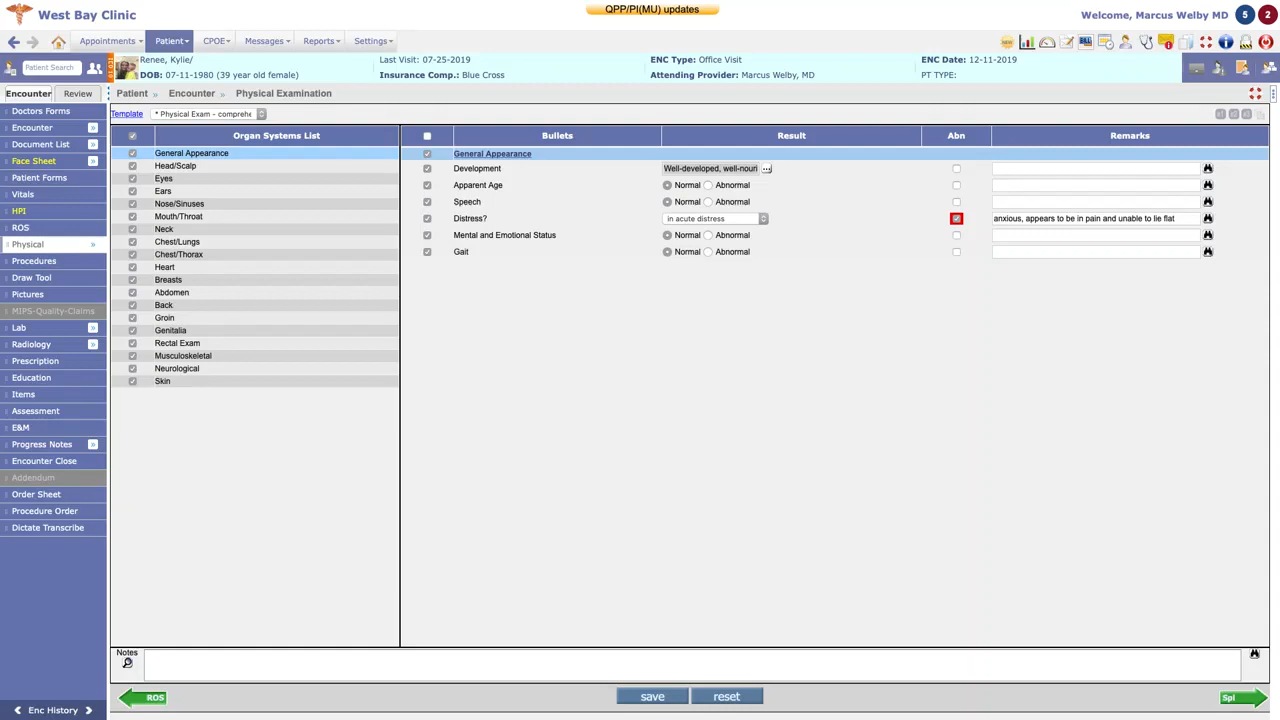 QPP/PI(MU) updates
West Bay Clinic
Welcome, Marcus Welby MD 5 2
Appointments Patient CPOE Messages Reports Settings
Patient Search
Renee, Kylie/
DOB: 07-11-1980 (39 year old female)
Last Visit: 07-25-2019
Insurance Comp.: Blue Cross
ENC Type: Office Visit
Attending Provider: Marcus Welby, MD
ENC Date: 12-11-2019
PT TYPE:
Encounter Review
Patient » Encounter » Physical Examination
Template * Physical Exam - comprehe
Doctors Forms
Encounter »
Document List »
Face Sheet »
Patient Forms
Vitals
HPI
ROS
Physical »
Procedures
Draw Tool
Pictures
MIPS-Quality-Claims
Lab »
Radiology »
Prescription
Education
Items
Assessment
E&M
Progress Notes »
Encounter Close
Addendum
Order Sheet
Procedure Order
Dictate Transcribe
Enc History
Organ Systems List
General Appearance
Head/Scalp
Eyes
Ears
Nose/Sinuses
Mouth/Throat
Neck
Chest/Lungs
Chest/Thorax
Heart
Breasts
Abdomen
Back
Groin
Genitalia
Rectal Exam
Musculoskeletal
Neurological
Skin
Bullets Result Abn Remarks
General Appearance
Development Well-developed, well-nouri ...
Apparent Age Normal Abnormal
Speech Normal Abnormal
Distress? in acute distress anxious, appears to be in pain and unable to lie flat
Mental and Emotional Status Normal Abnormal
Gait Normal Abnormal
Notes
ROS save reset Spl